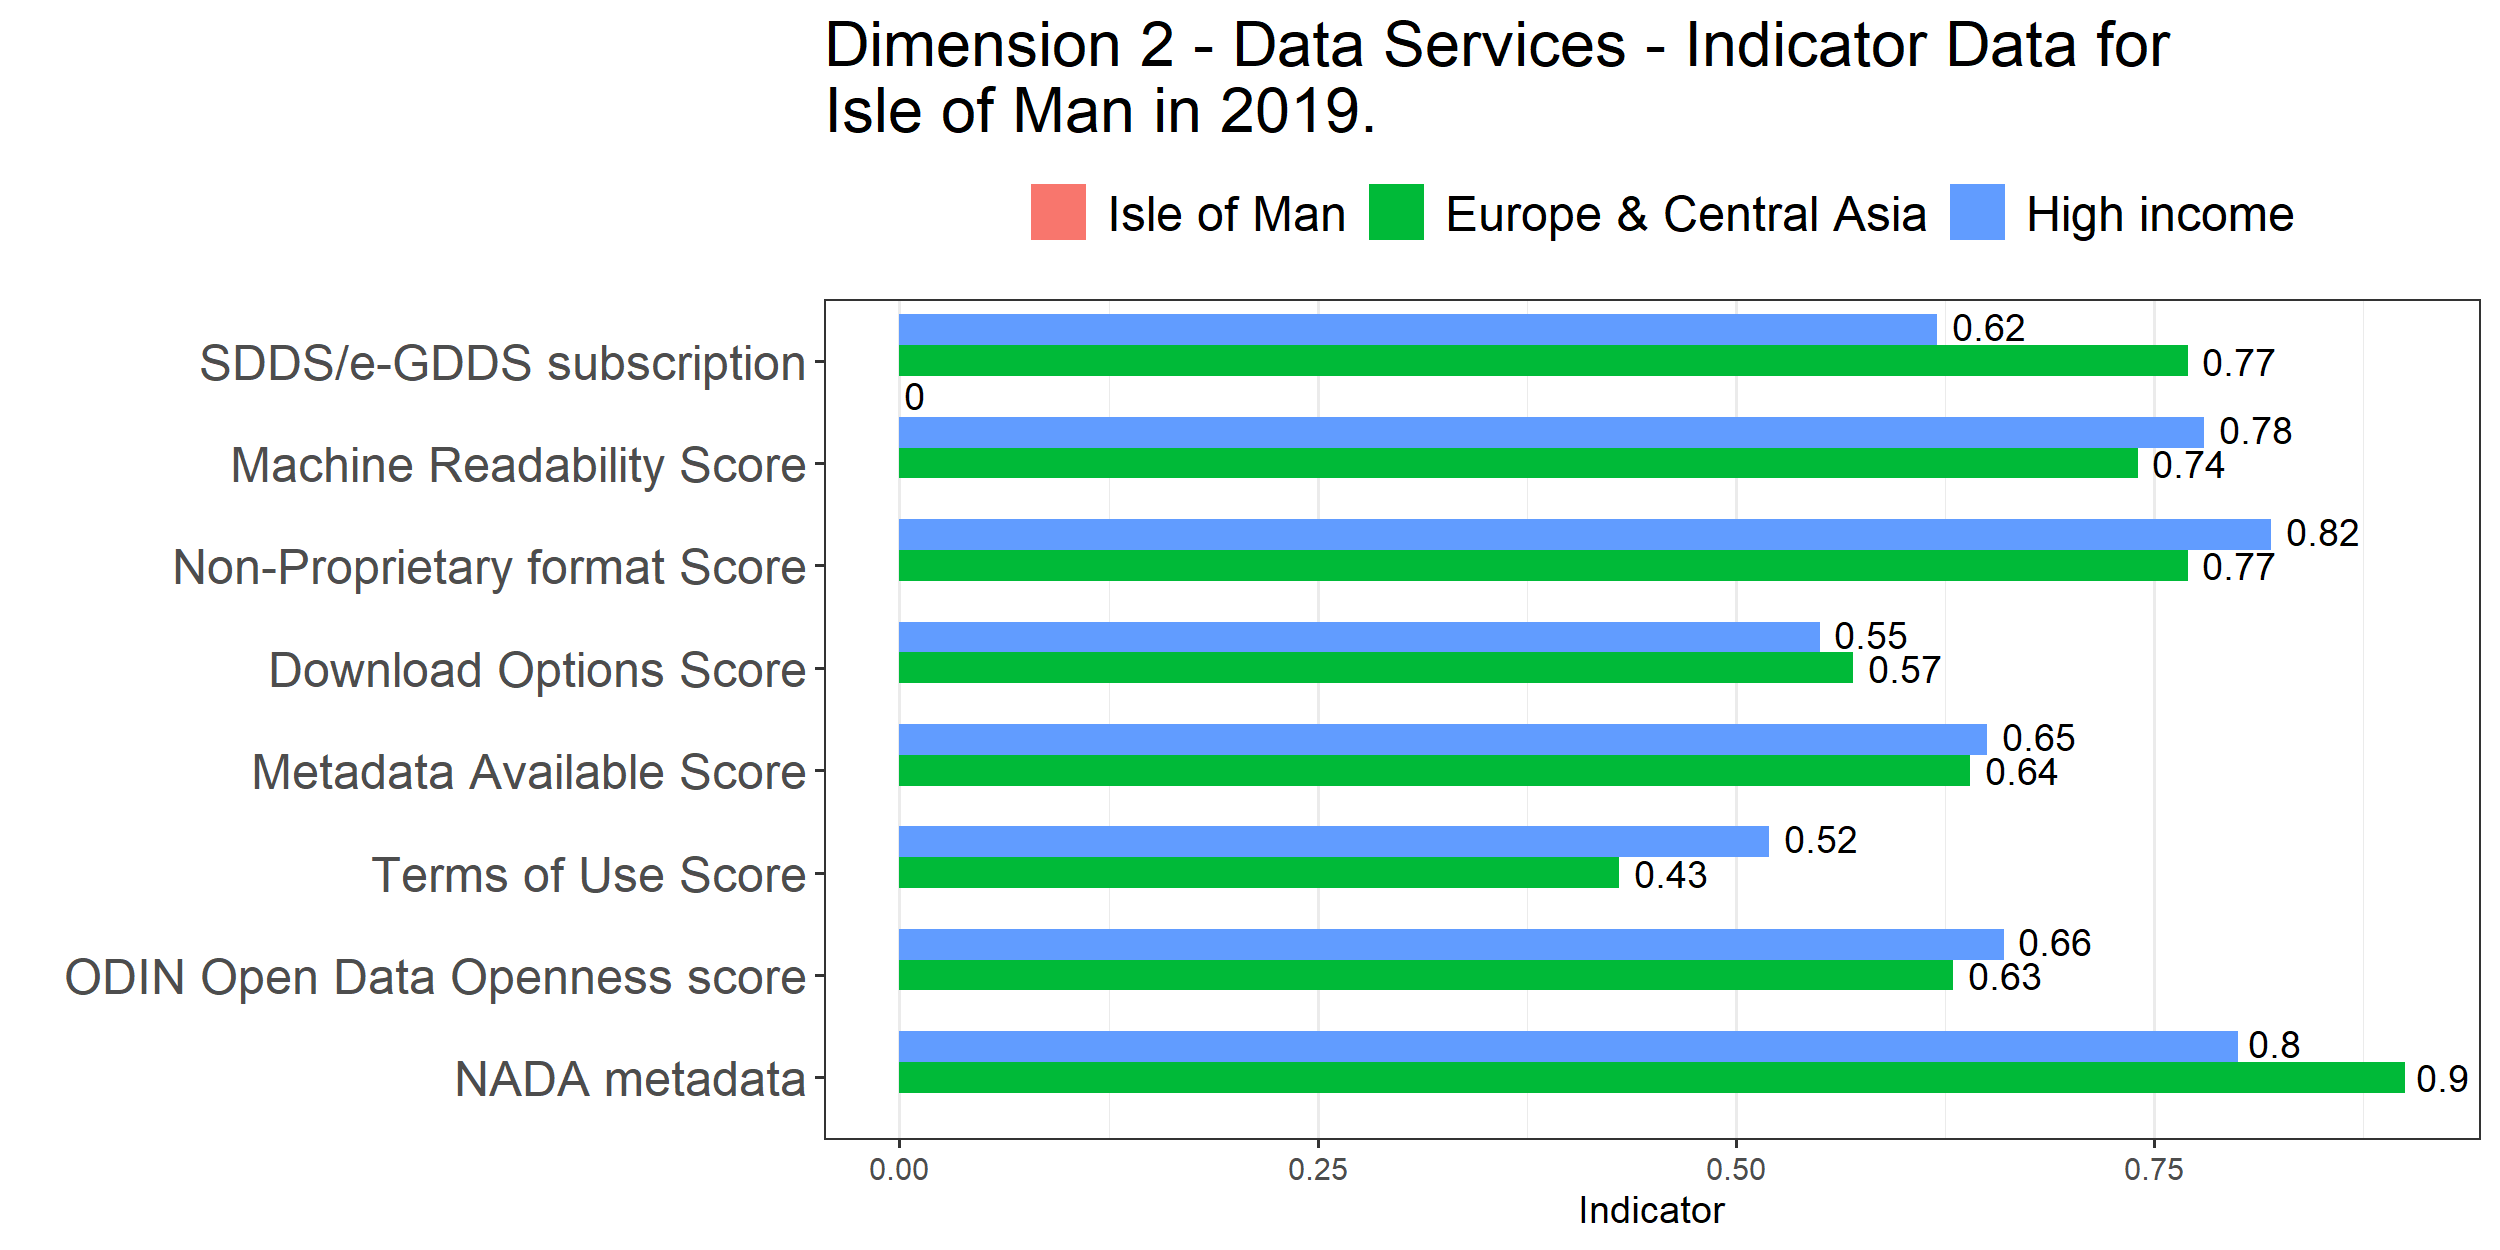 Dimension 2 - Data Services - Indicator Data for
Isle of Man in 2019.
Isle of Man
Europe & Central Asia
High income
SDDS/e-GDDS subscription
0.62
0.77
0
Machine Readability Score
0.78
0.74
Non-Proprietary format Score
0.82
0.77
Download Options Score
0.55
0.57
Metadata Available Score
0.65
0.64
Terms of Use Score
0.52
0.43
ODIN Open Data Openness score
0.66
0.63
NADA metadata
0.8
0.9
0.00 0.25 0.50 0.75
Indicator